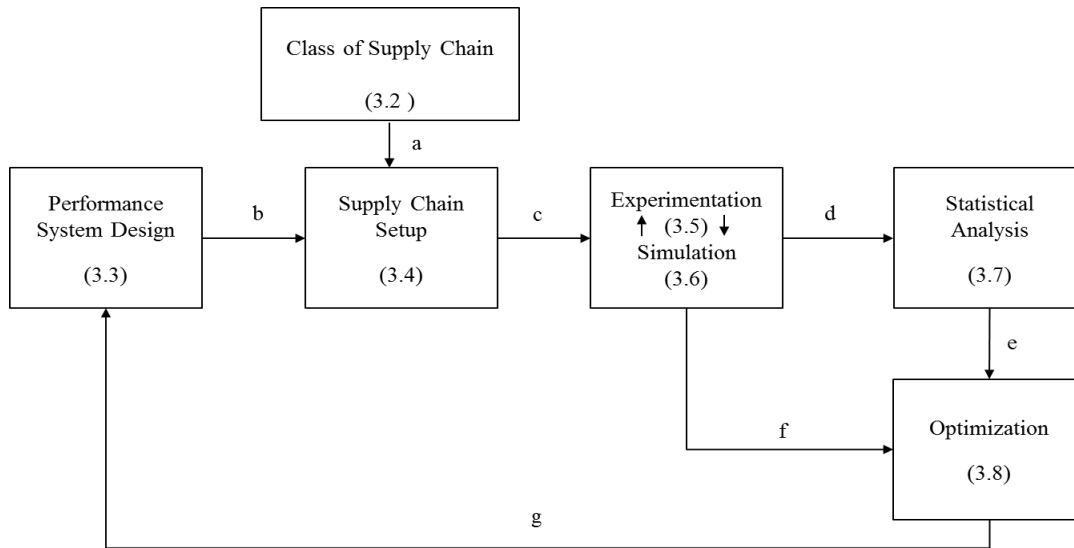 Class of Supply Chain
(3.2 )
a
Performance
System Design
(3.3)
b
Supply Chain
Setup
(3.4)
c
Experimentation
(3.5)
Simulation
(3.6)
d
Statistical
Analysis
(3.7)
e
f
Optimization
(3.8)
g